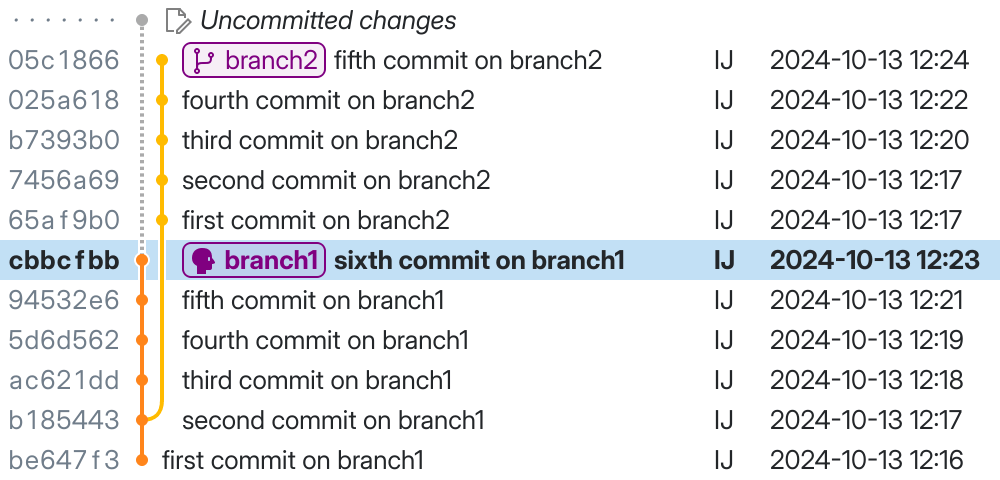 · · · · · · · Uncommitted changes
05c1866 branch2 fifth commit on branch2 IJ 2024-10-13 12:24
025a618 fourth commit on branch2 IJ 2024-10-13 12:22
b7393b0 third commit on branch2 IJ 2024-10-13 12:20
7456a69 second commit on branch2 IJ 2024-10-13 12:17
65af9b0 first commit on branch2 IJ 2024-10-13 12:17
cbbcfbb branch1 sixth commit on branch1 IJ 2024-10-13 12:23
94532e6 fifth commit on branch1 IJ 2024-10-13 12:21
5d6d562 fourth commit on branch1 IJ 2024-10-13 12:19
ac621dd third commit on branch1 IJ 2024-10-13 12:18
b185443 second commit on branch1 IJ 2024-10-13 12:17
be647f3 first commit on branch1 IJ 2024-10-13 12:16